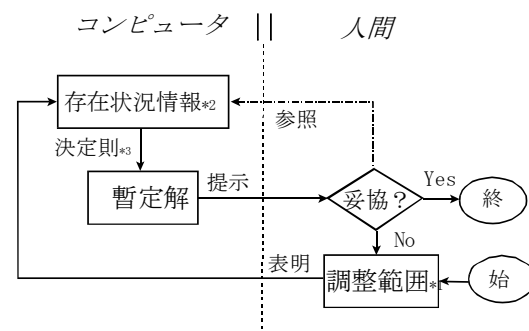 コンピュータ || 人間
存在状況情報*2
参照
決定則*3
暫定解
提示
妥協？
Yes
終
No
表明
調整範囲*1
始